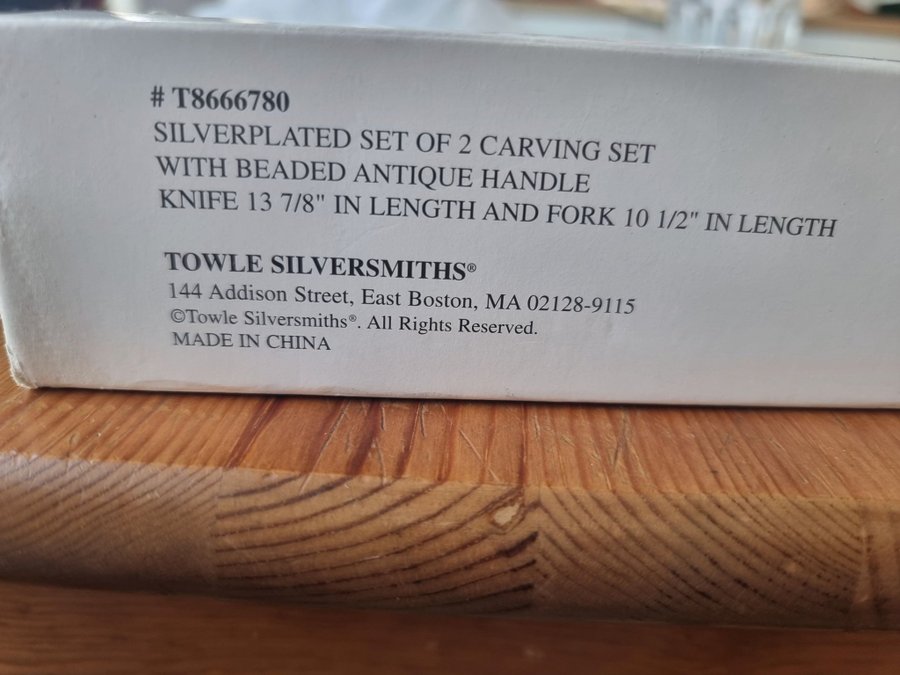 # T8666780
SILVERPLATED SET OF 2 CARVING SET
WITH BEADED ANTIQUE HANDLE
KNIFE 13 7/8" IN LENGTH AND FORK 10 1/2" IN LENGTH
TOWLE SILVERSMITHS®
144 Addison Street, East Boston, MA 02128-9115
©Towle Silversmiths®. All Rights Reserved.
MADE IN CHINA